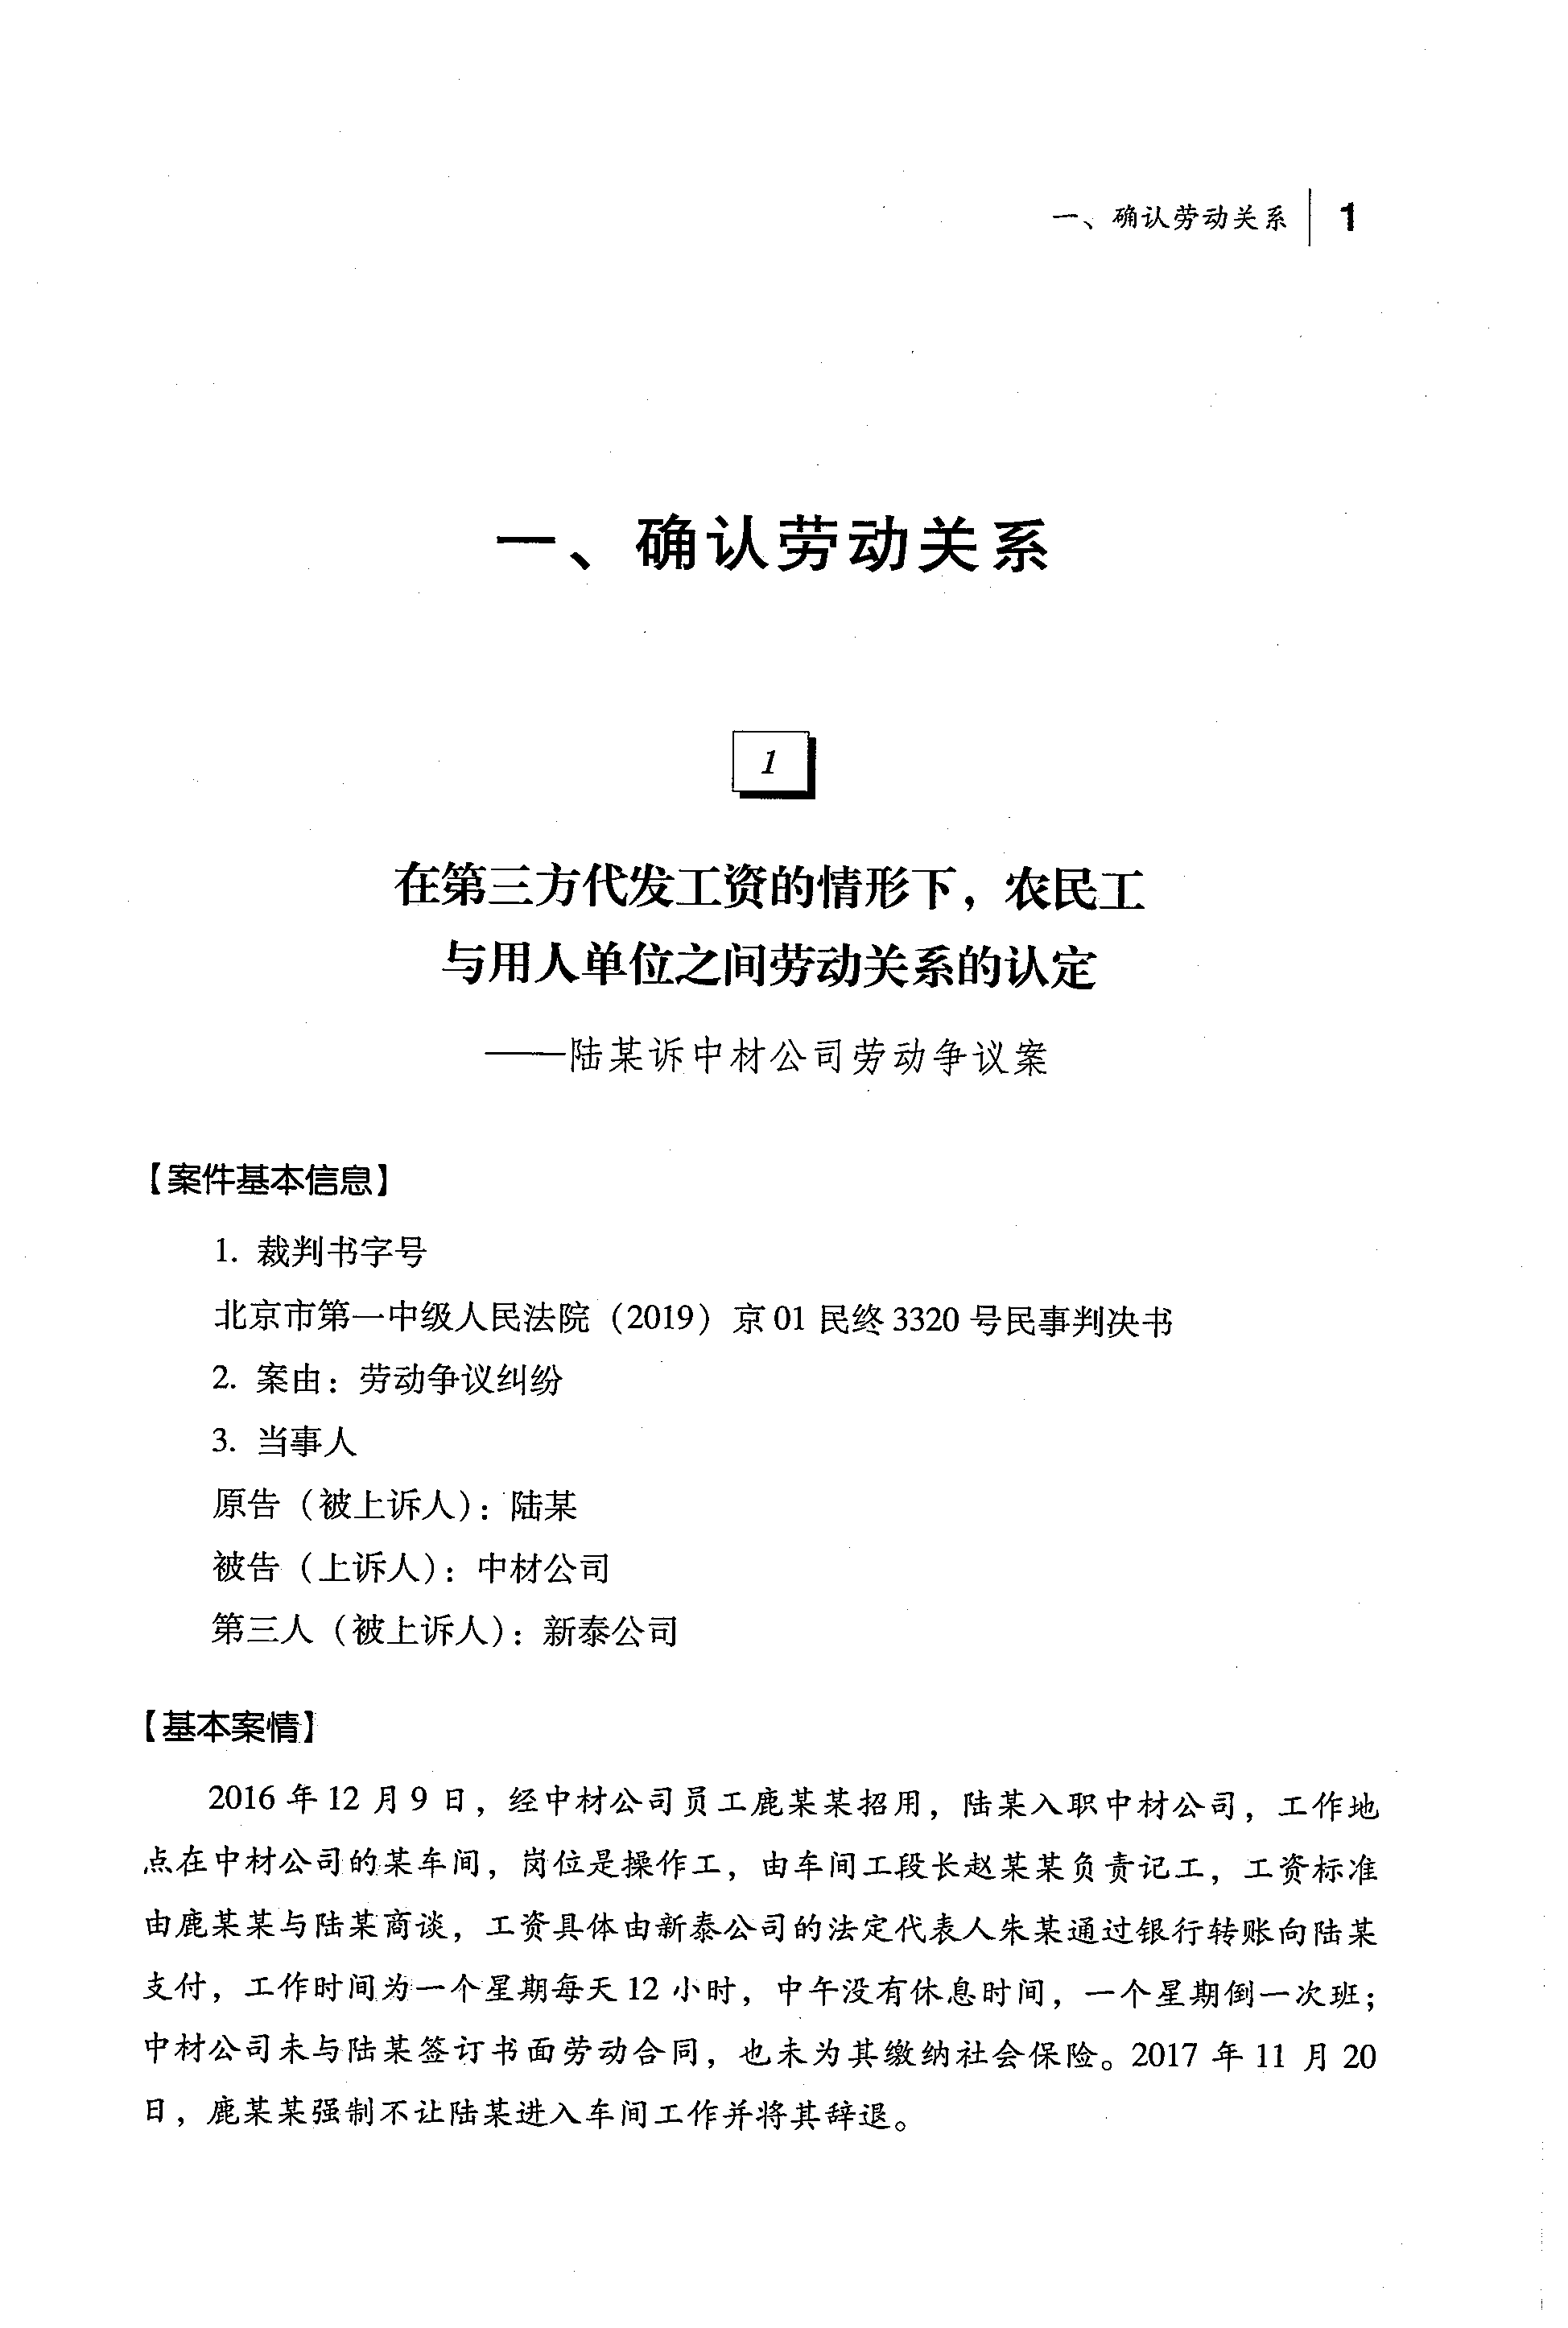 一、确认劳动关系 1
一、确认劳动关系
1
在第三方代发工资的情形下，农民工
与用人单位之间劳动关系的认定
——陆某诉中材公司劳动争议案
【案件基本信息】
1. 裁判书字号
北京市第一中级人民法院（2019）京01民终3320号民事判决书
2. 案由：劳动争议纠纷
3. 当事人
原告（被上诉人）：陆某
被告（上诉人）：中材公司
第三人（被上诉人）：新泰公司
【基本案情】
2016年12月9日，经中材公司员工鹿某某招用，陆某入职中材公司，工作地
点在中材公司的某车间，岗位是操作工，由车间工段长赵某某负责记工，工资标准
由鹿某某与陆某商谈，工资具体由新泰公司的法定代表人朱某通过银行转账向陆某
支付，工作时间为一个星期每天12小时，中午没有休息时间，一个星期倒一次班；
中材公司未与陆某签订书面劳动合同，也未为其缴纳社会保险。2017年11月20
日，鹿某某强制不让陆某进入车间工作并将其辞退。